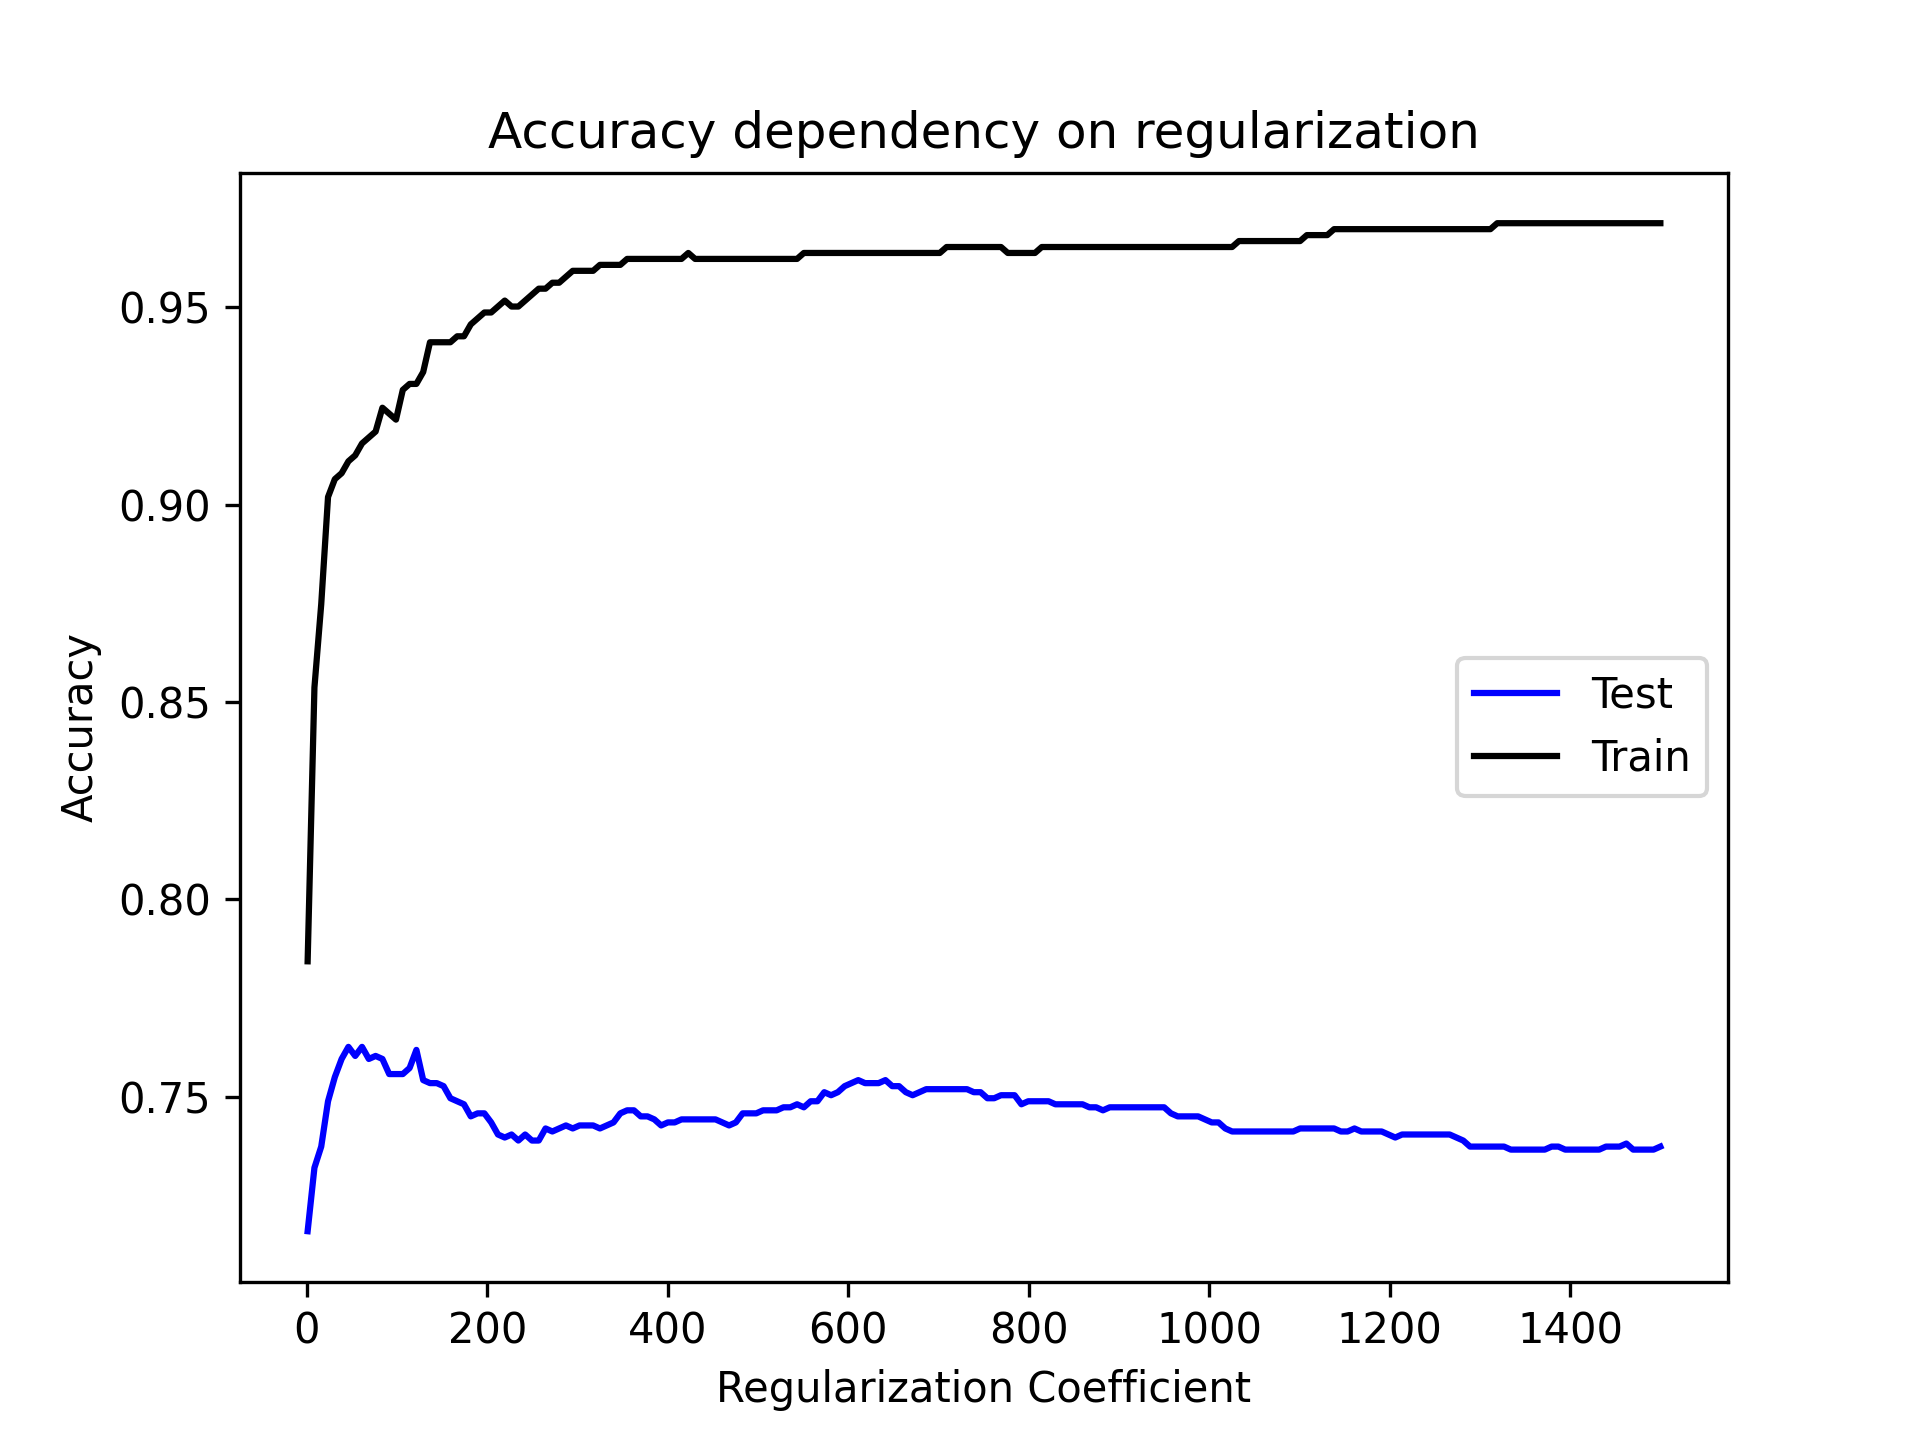 Accuracy dependency on regularization
Accuracy
0.95
0.90
0.85
0.80
0.75
Test
Train
0 200 400 600 800 1000 1200 1400
Regularization Coefficient